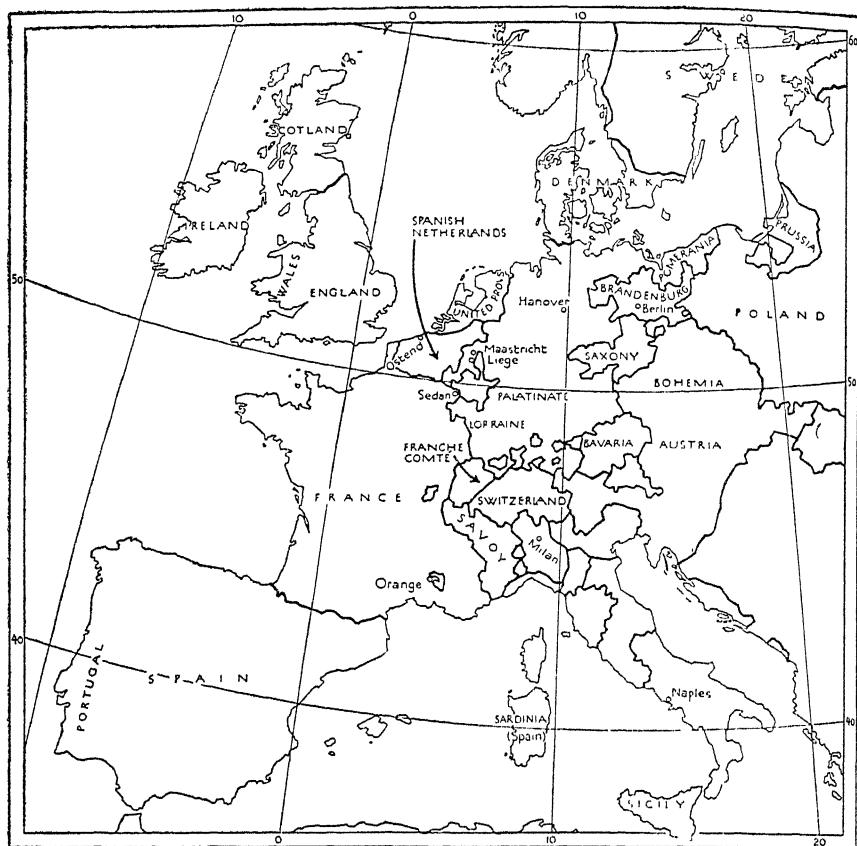 10
0
10
20
60
S W E D E
SCOTLAND
DENMARK
IRELAND
SPANISH
NETHERLANDS
PRUSSIA
POMERANIA
WALES
ENGLAND
UNITED PROVS
Hanover
BRANDENBURG
Berlin
POLAND
50
Ostend
Maastricht
Liege
SAXONY
BOHEMIA
50
Sedan
PALATINATE
LORRAINE
FRANCHE
COMTÉ
BAVARIA
AUSTRIA
FRANCE
SWITZERLAND
SAVOY
Milan
Orange
40
PORTUGAL
SPAIN
Naples
SARDINIA
(Spain)
40
SICILY
0
10
20